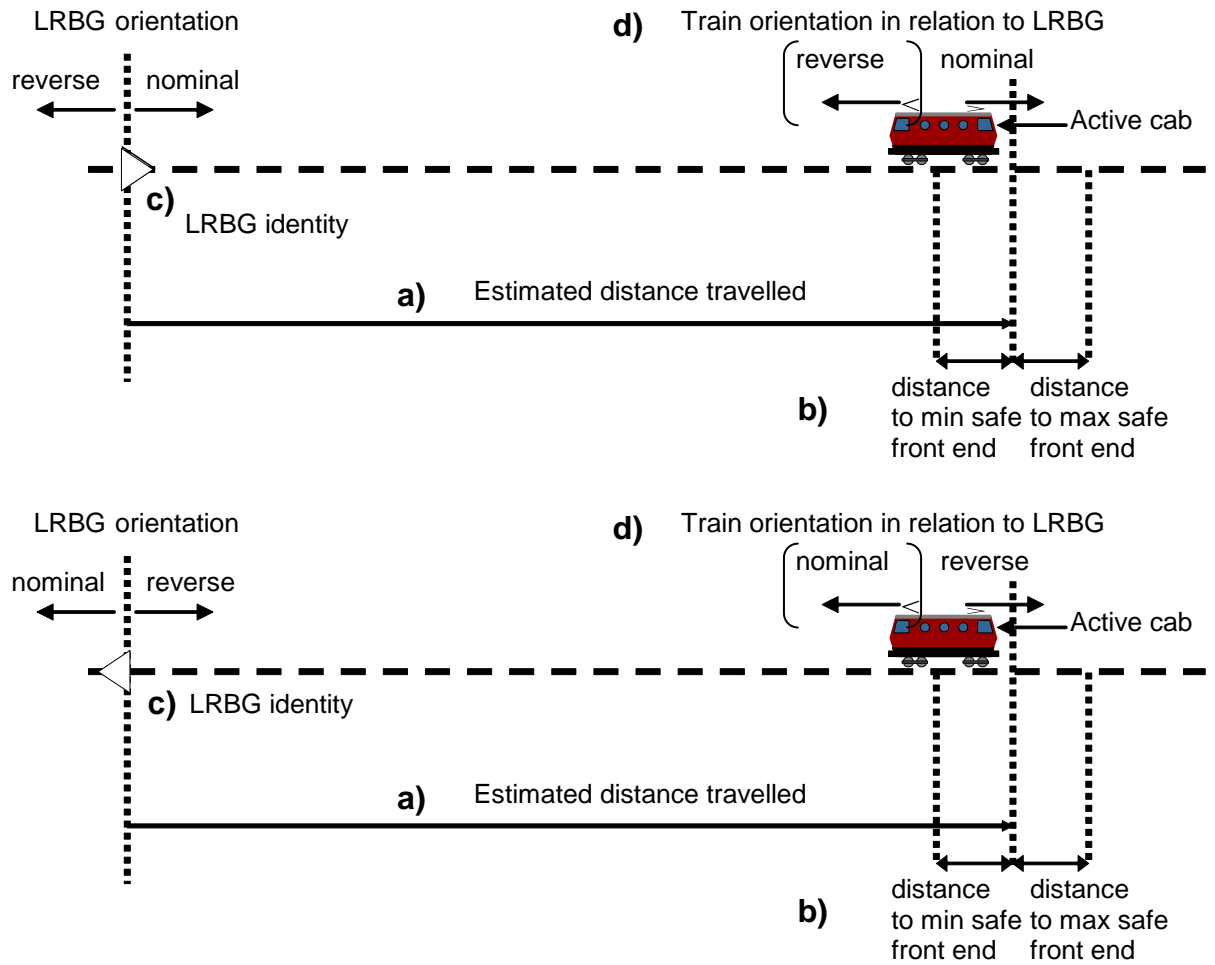 LRBG orientation
d) Train orientation in relation to LRBG
reverse nominal
reverse nominal
Active cab
c)
LRBG identity
a) Estimated distance travelled
b)
distance
to min safe
front end
distance
to max safe
front end
LRBG orientation
d) Train orientation in relation to LRBG
nominal reverse
nominal reverse
Active cab
c) LRBG identity
a) Estimated distance travelled
b)
distance
to min safe
front end
distance
to max safe
front end